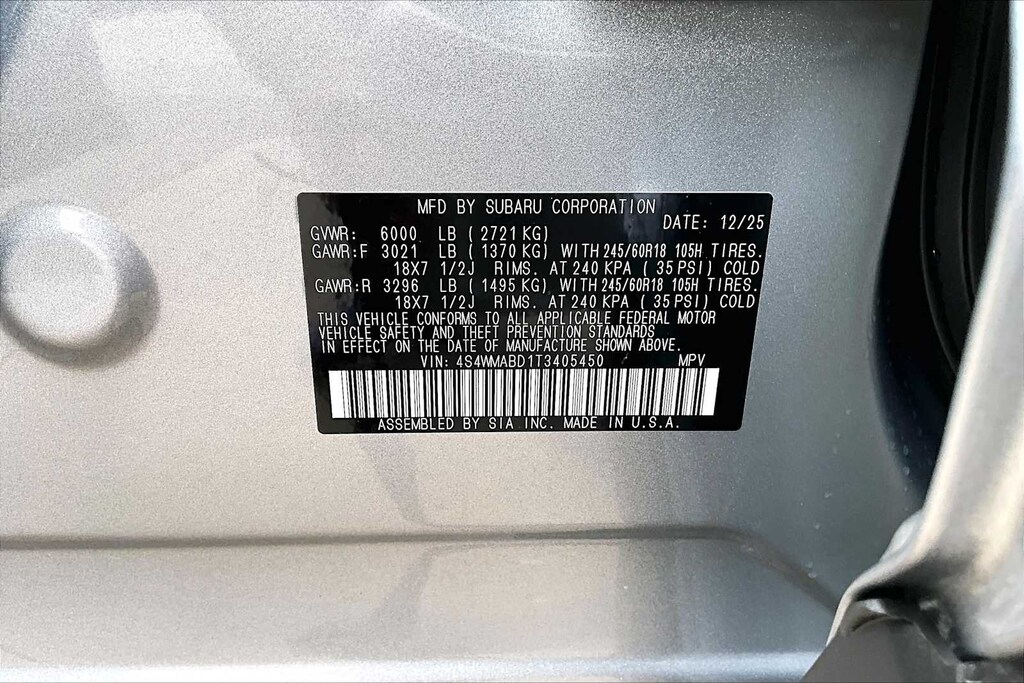 MFD BY SUBARU CORPORATION
DATE: 12/25
GVWR: 6000 LB ( 2721 KG)
GAWR:F 3021 LB ( 1370 KG) WITH 245/60R18 105H TIRES.
18X7 1/2J RIMS. AT 240 KPA ( 35 PSI) COLD
GAWR:R 3296 LB ( 1495 KG) WITH 245/60R18 105H TIRES.
18X7 1/2J RIMS. AT 240 KPA ( 35 PSI) COLD
THIS VEHICLE CONFORMS TO ALL APPLICABLE FEDERAL MOTOR
VEHICLE SAFETY AND THEFT PREVENTION STANDARDS
IN EFFECT ON THE DATE OF MANUFACTURE SHOWN ABOVE.
VIN: 4S4WMABD1T3405450 MPV
ASSEMBLED BY SIA INC. MADE IN U.S.A.